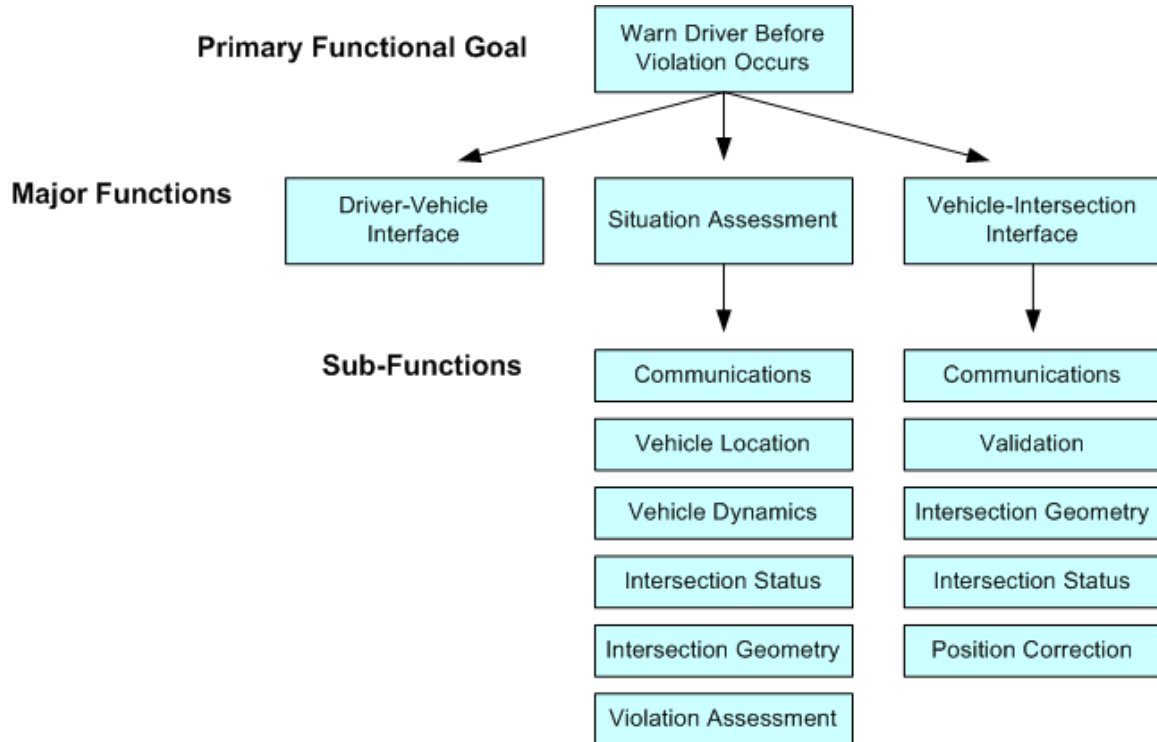 Primary Functional Goal
Warn Driver Before
Violation Occurs
Major Functions
Driver-Vehicle
Interface
Situation Assessment
Vehicle-Intersection
Interface
Sub-Functions
Communications
Vehicle Location
Vehicle Dynamics
Intersection Status
Intersection Geometry
Violation Assessment
Communications
Validation
Intersection Geometry
Intersection Status
Position Correction